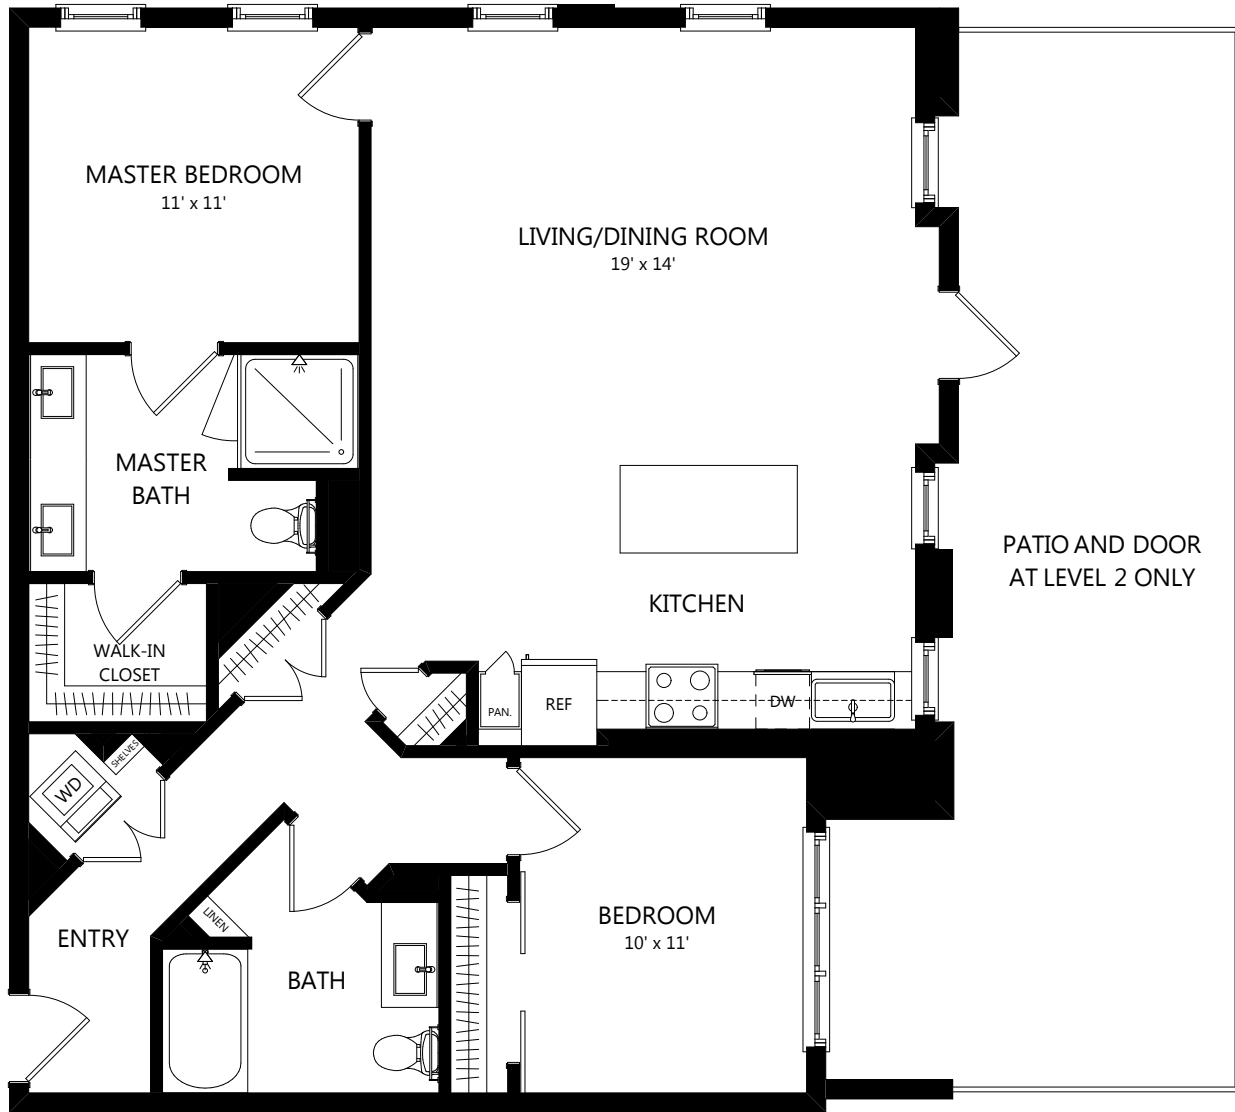 MASTER BEDROOM
11' x 11'
LIVING/DINING ROOM
19' x 14'
MASTER
BATH
PATIO AND DOOR
AT LEVEL 2 ONLY
KITCHEN
WALK-IN
CLOSET
PAN.
REF
DW
SHELVES
WD
LINEN
ENTRY
BATH
BEDROOM
10' x 11'